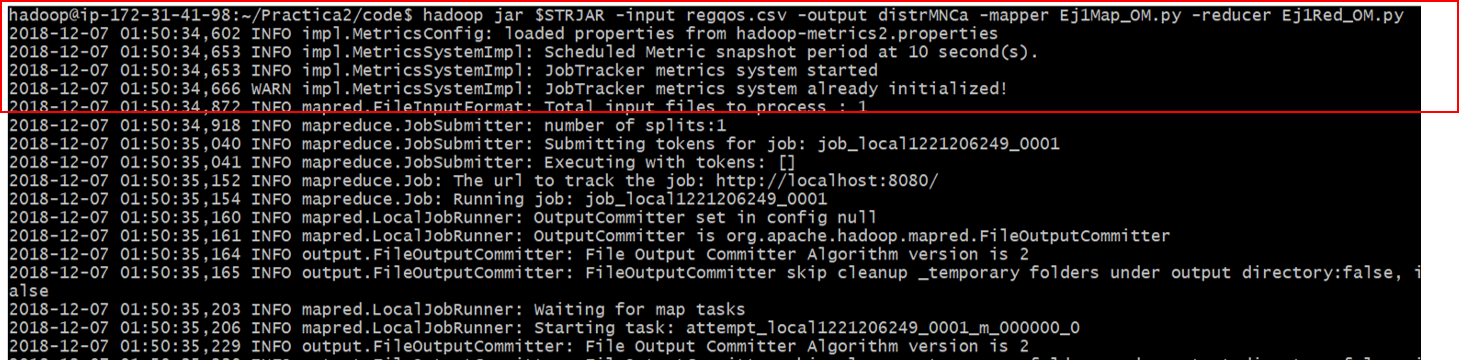 hadoop@ip-172-31-41-98:~/Practica2/code$ hadoop jar $STRJAR -input regqos.csv -output distrMNCa -mapper Ej1Map_OM.py -reducer Ej1Red_OM.py
2018-12-07 01:50:34,602 INFO impl.MetricsConfig: loaded properties from hadoop-metrics2.properties
2018-12-07 01:50:34,653 INFO impl.MetricsSystemImpl: Scheduled Metric snapshot period at 10 second(s).
2018-12-07 01:50:34,653 INFO impl.MetricsSystemImpl: JobTracker metrics system started
2018-12-07 01:50:34,666 WARN impl.MetricsSystemImpl: JobTracker metrics system already initialized!
2018-12-07 01:50:34,872 INFO mapred.FileInputFormat: Total input files to process : 1
2018-12-07 01:50:34,918 INFO mapreduce.JobSubmitter: number of splits:1
2018-12-07 01:50:35,040 INFO mapreduce.JobSubmitter: Submitting tokens for job: job_local1221206249_0001
2018-12-07 01:50:35,041 INFO mapreduce.JobSubmitter: Executing with tokens: []
2018-12-07 01:50:35,152 INFO mapreduce.Job: The url to track the job: http://localhost:8080/
2018-12-07 01:50:35,154 INFO mapreduce.Job: Running job: job_local1221206249_0001
2018-12-07 01:50:35,160 INFO mapred.LocalJobRunner: OutputCommitter set in config null
2018-12-07 01:50:35,161 INFO mapred.LocalJobRunner: OutputCommitter is org.apache.hadoop.mapred.FileOutputCommitter
2018-12-07 01:50:35,164 INFO output.FileOutputCommitter: File Output Committer Algorithm version is 2
2018-12-07 01:50:35,165 INFO output.FileOutputCommitter: FileOutputCommitter skip cleanup _temporary folders under output directory:false, i
alse
2018-12-07 01:50:35,203 INFO mapred.LocalJobRunner: Waiting for map tasks
2018-12-07 01:50:35,206 INFO mapred.LocalJobRunner: Starting task: attempt_local1221206249_0001_m_000000_0
2018-12-07 01:50:35,229 INFO output.FileOutputCommitter: File Output Committer Algorithm version is 2